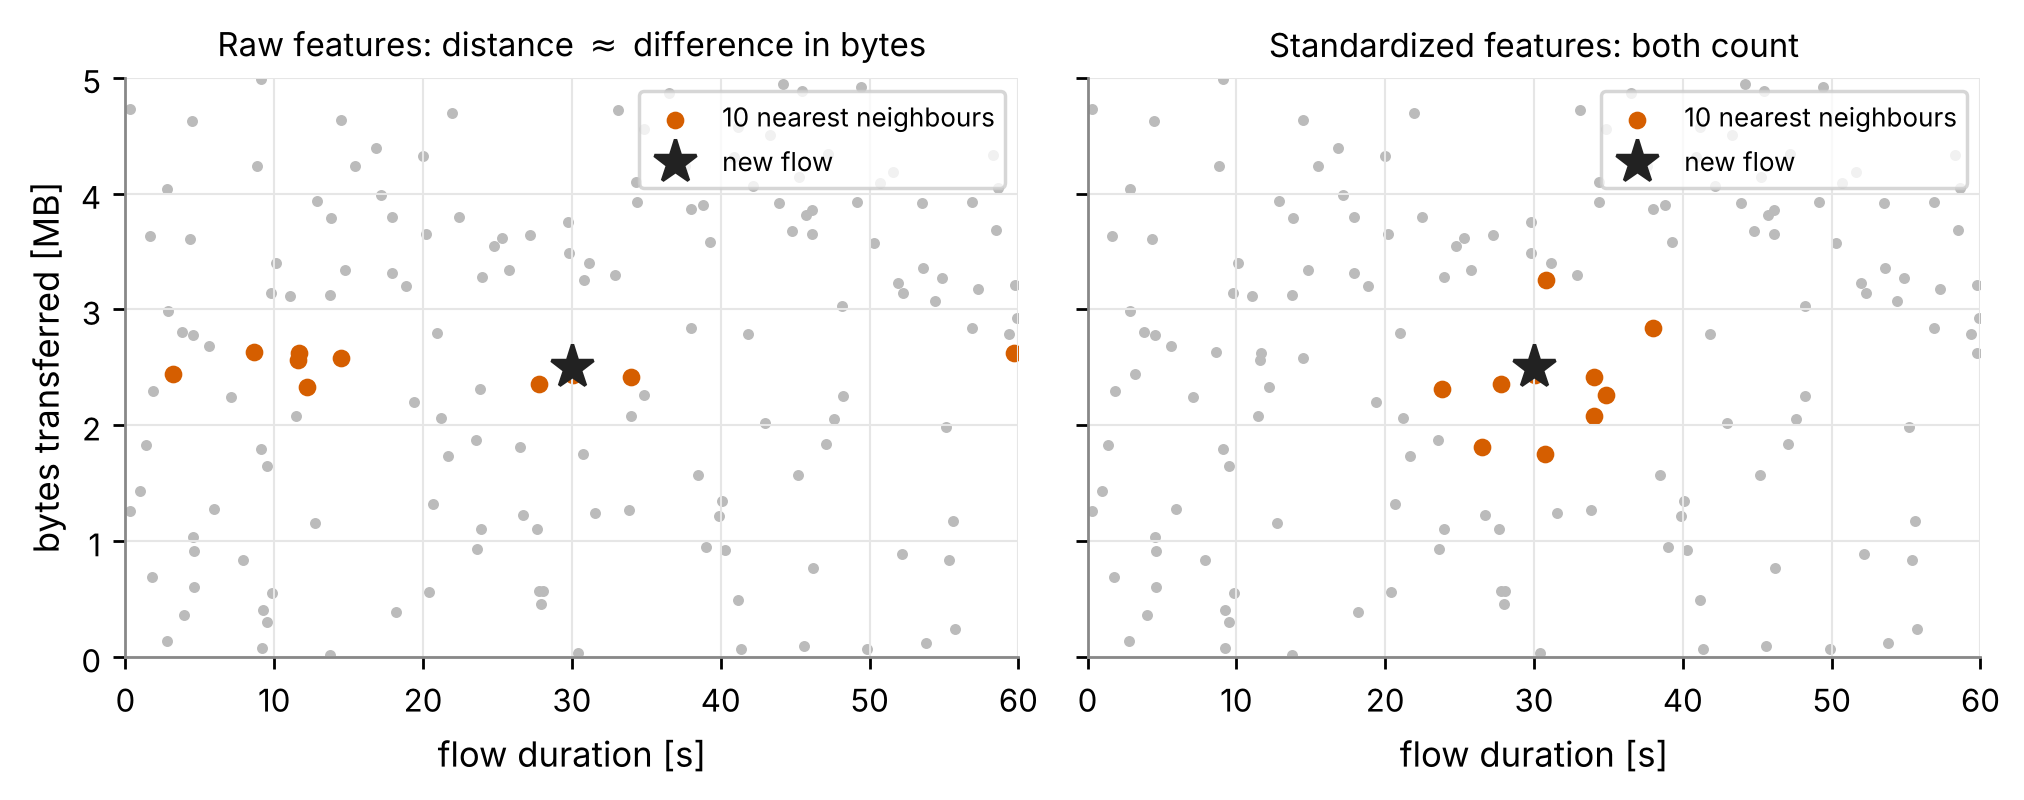 Raw features: distance ≈ difference in bytes
10 nearest neighbours
new flow
bytes transferred [MB]
5
4
3
2
1
0
0 10 20 30 40 50 60
flow duration [s]
Standardized features: both count
10 nearest neighbours
new flow
0 10 20 30 40 50 60
flow duration [s]